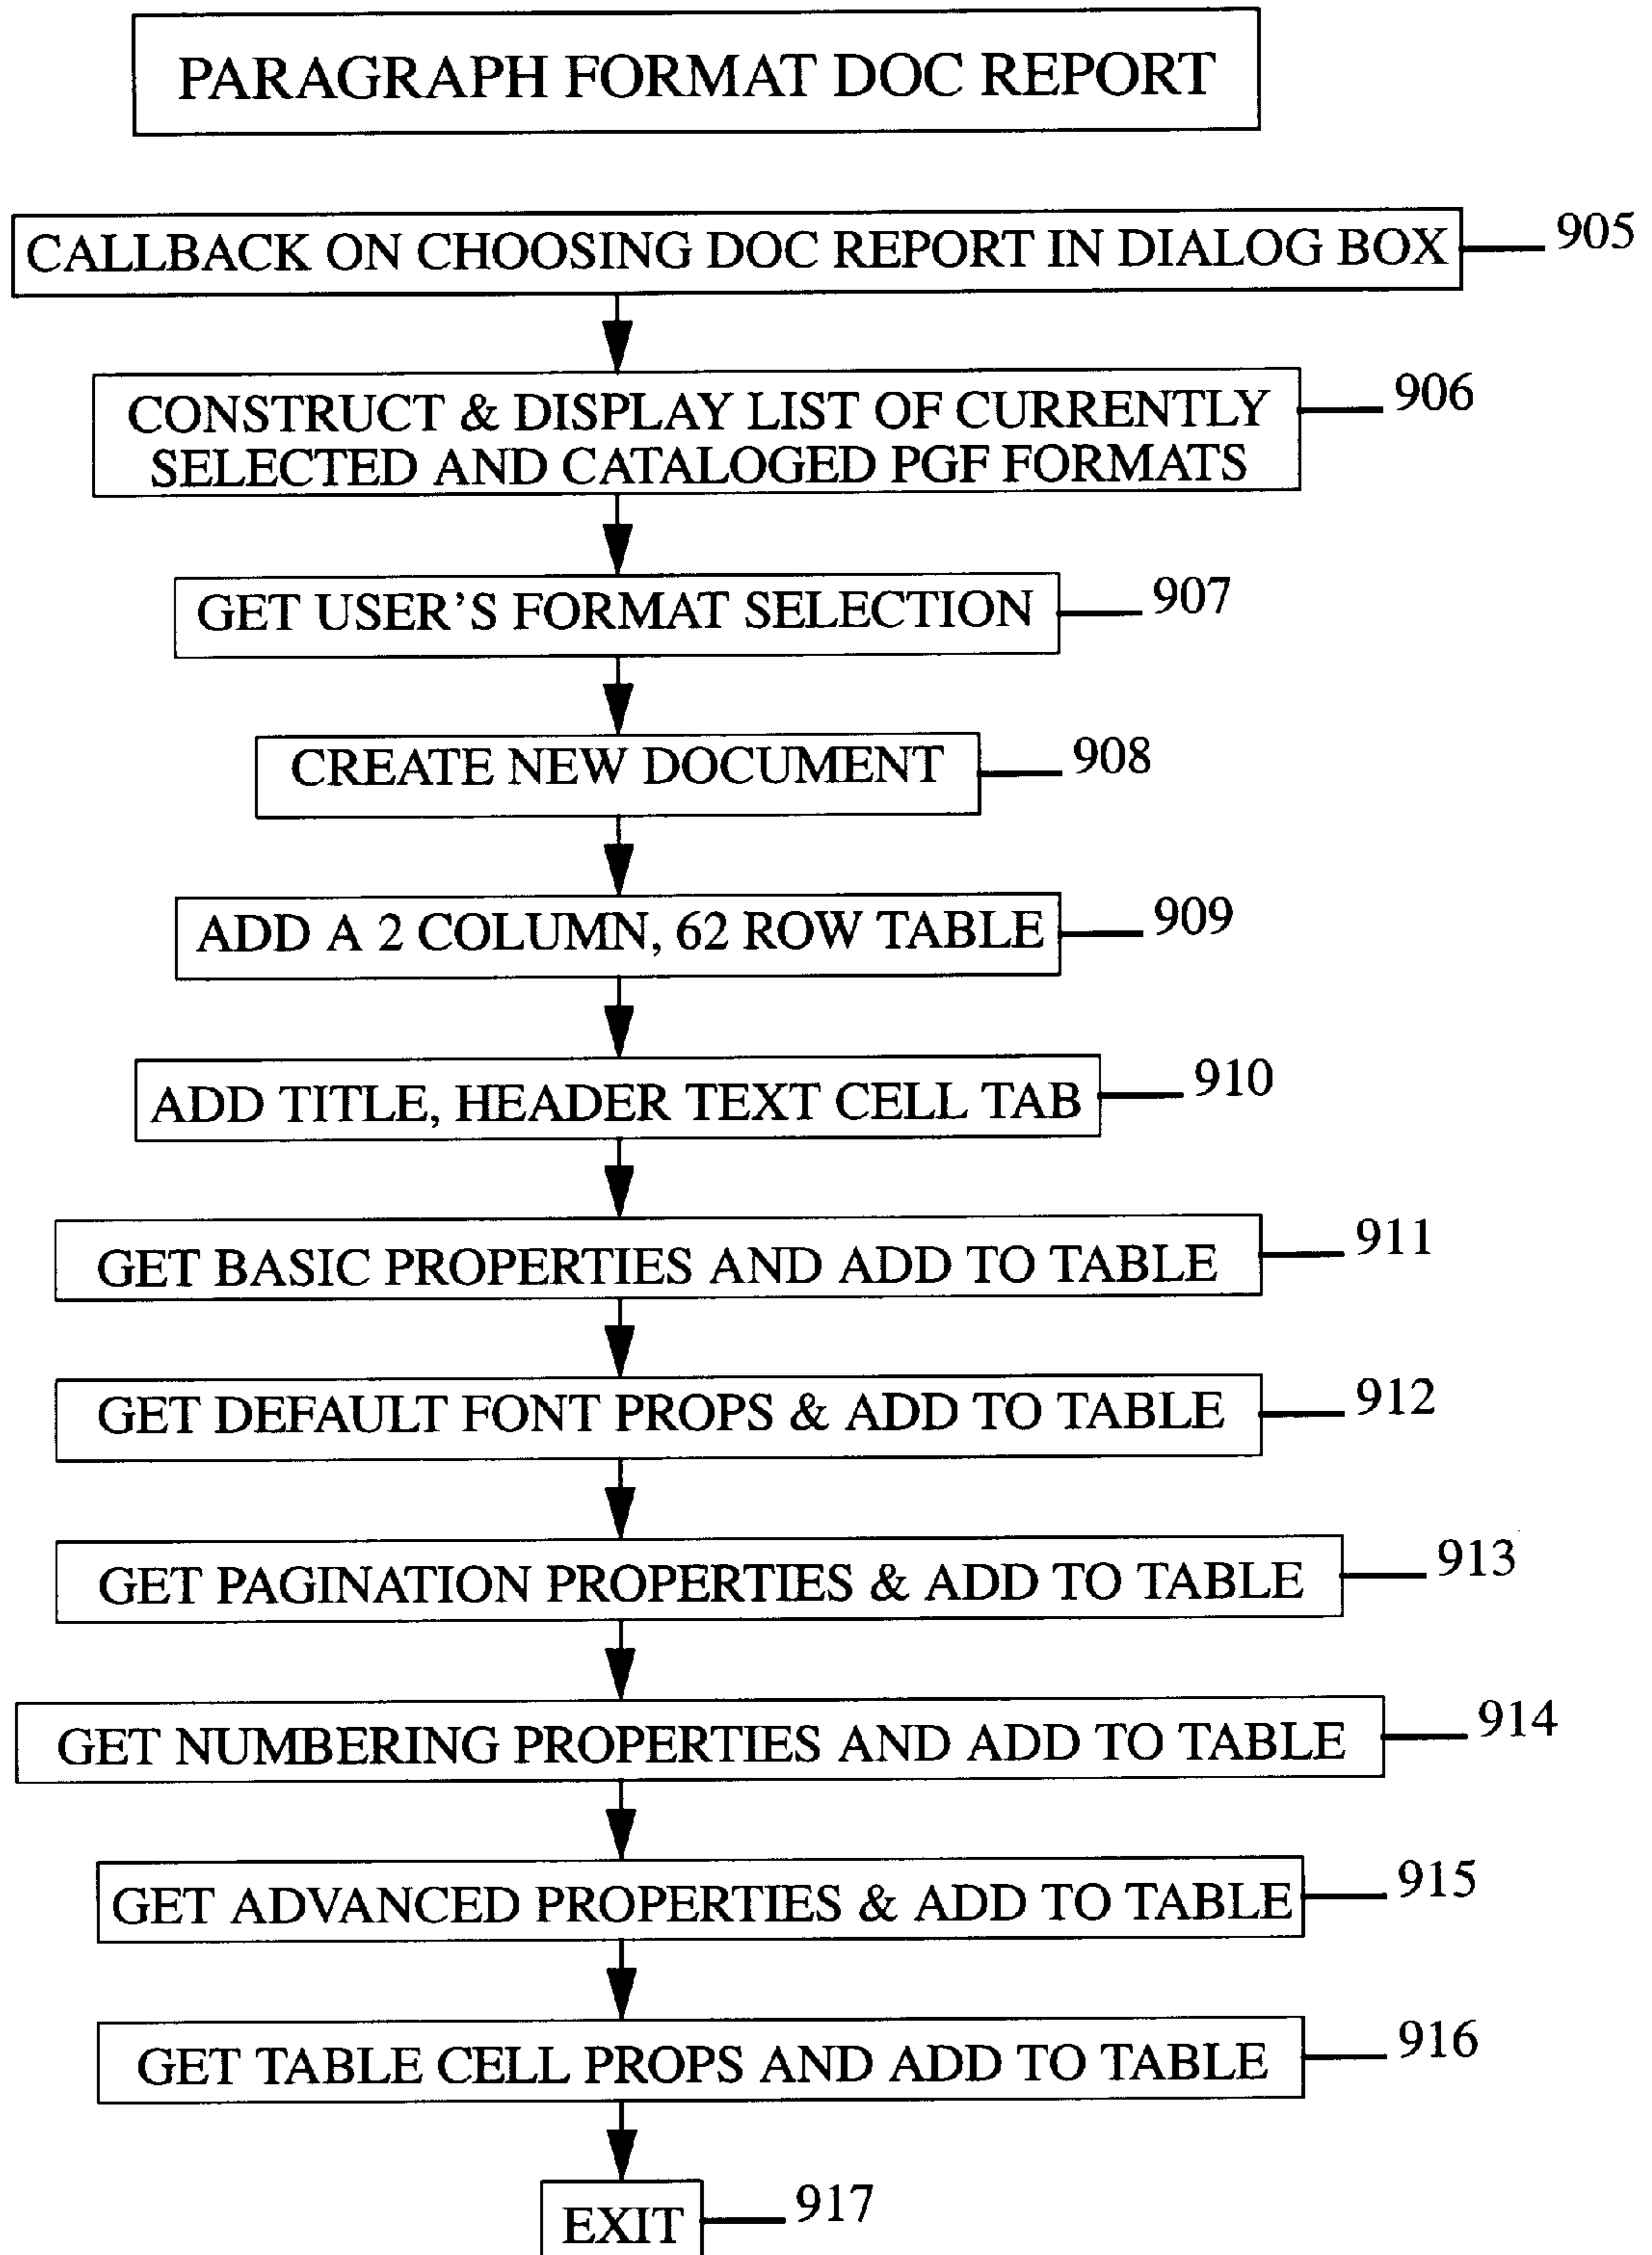 PARAGRAPH FORMAT DOC REPORT
CALLBACK ON CHOOSING DOC REPORT IN DIALOG BOX 905
CONSTRUCT & DISPLAY LIST OF CURRENTLY 906
SELECTED AND CATALOGED PGF FORMATS
GET USER'S FORMAT SELECTION 907
CREATE NEW DOCUMENT 908
ADD A 2 COLUMN, 62 ROW TABLE 909
ADD TITLE, HEADER TEXT CELL TAB 910
GET BASIC PROPERTIES AND ADD TO TABLE 911
GET DEFAULT FONT PROPS & ADD TO TABLE 912
GET PAGINATION PROPERTIES & ADD TO TABLE 913
GET NUMBERING PROPERTIES AND ADD TO TABLE 914
GET ADVANCED PROPERTIES & ADD TO TABLE 915
GET TABLE CELL PROPS AND ADD TO TABLE 916
EXIT 917